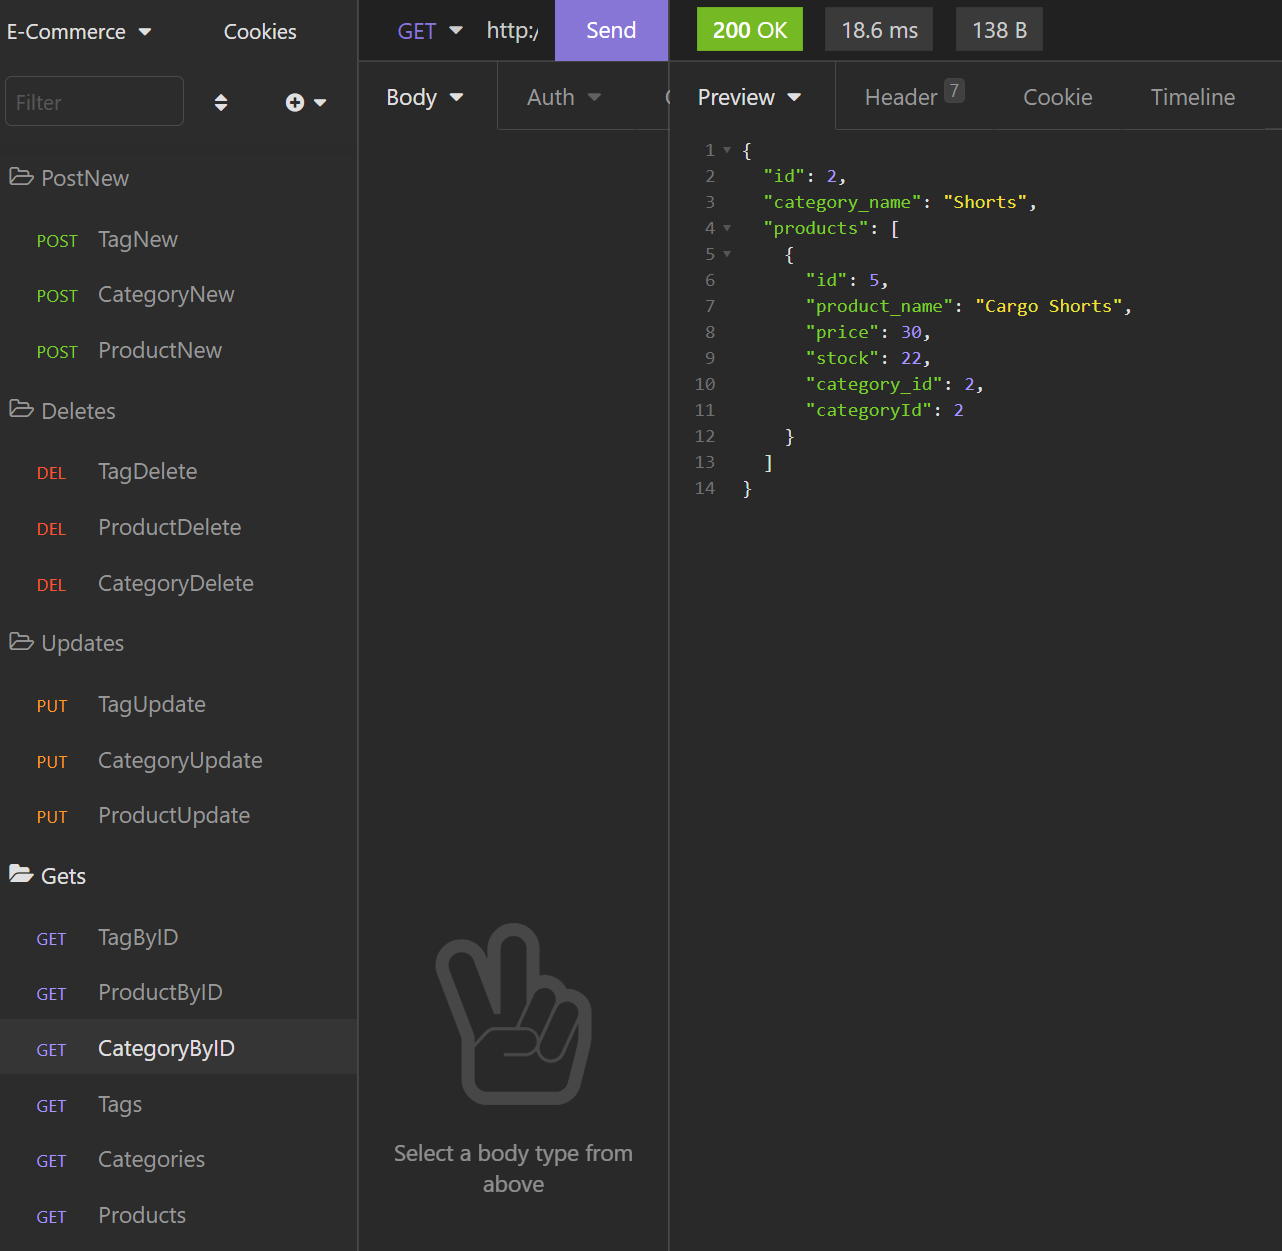 E-Commerce
Cookies
Filter
PostNew
POST TagNew
POST CategoryNew
POST ProductNew
Deletes
DEL TagDelete
DEL ProductDelete
DEL CategoryDelete
Updates
PUT TagUpdate
PUT CategoryUpdate
PUT ProductUpdate
Gets
GET TagByID
GET ProductByID
GET CategoryByID
GET Tags
GET Categories
GET Products
GET http:/ Send
Body Auth
Select a body type from
above
200 OK 18.6 ms 138 B
Preview Header 7 Cookie Timeline
1 {
2 "id": 2,
3 "category_name": "Shorts",
4 "products": [
5 {
6 "id": 5,
7 "product_name": "Cargo Shorts",
8 "price": 30,
9 "stock": 22,
10 "category_id": 2,
11 "categoryId": 2
12 }
13 ]
14 }